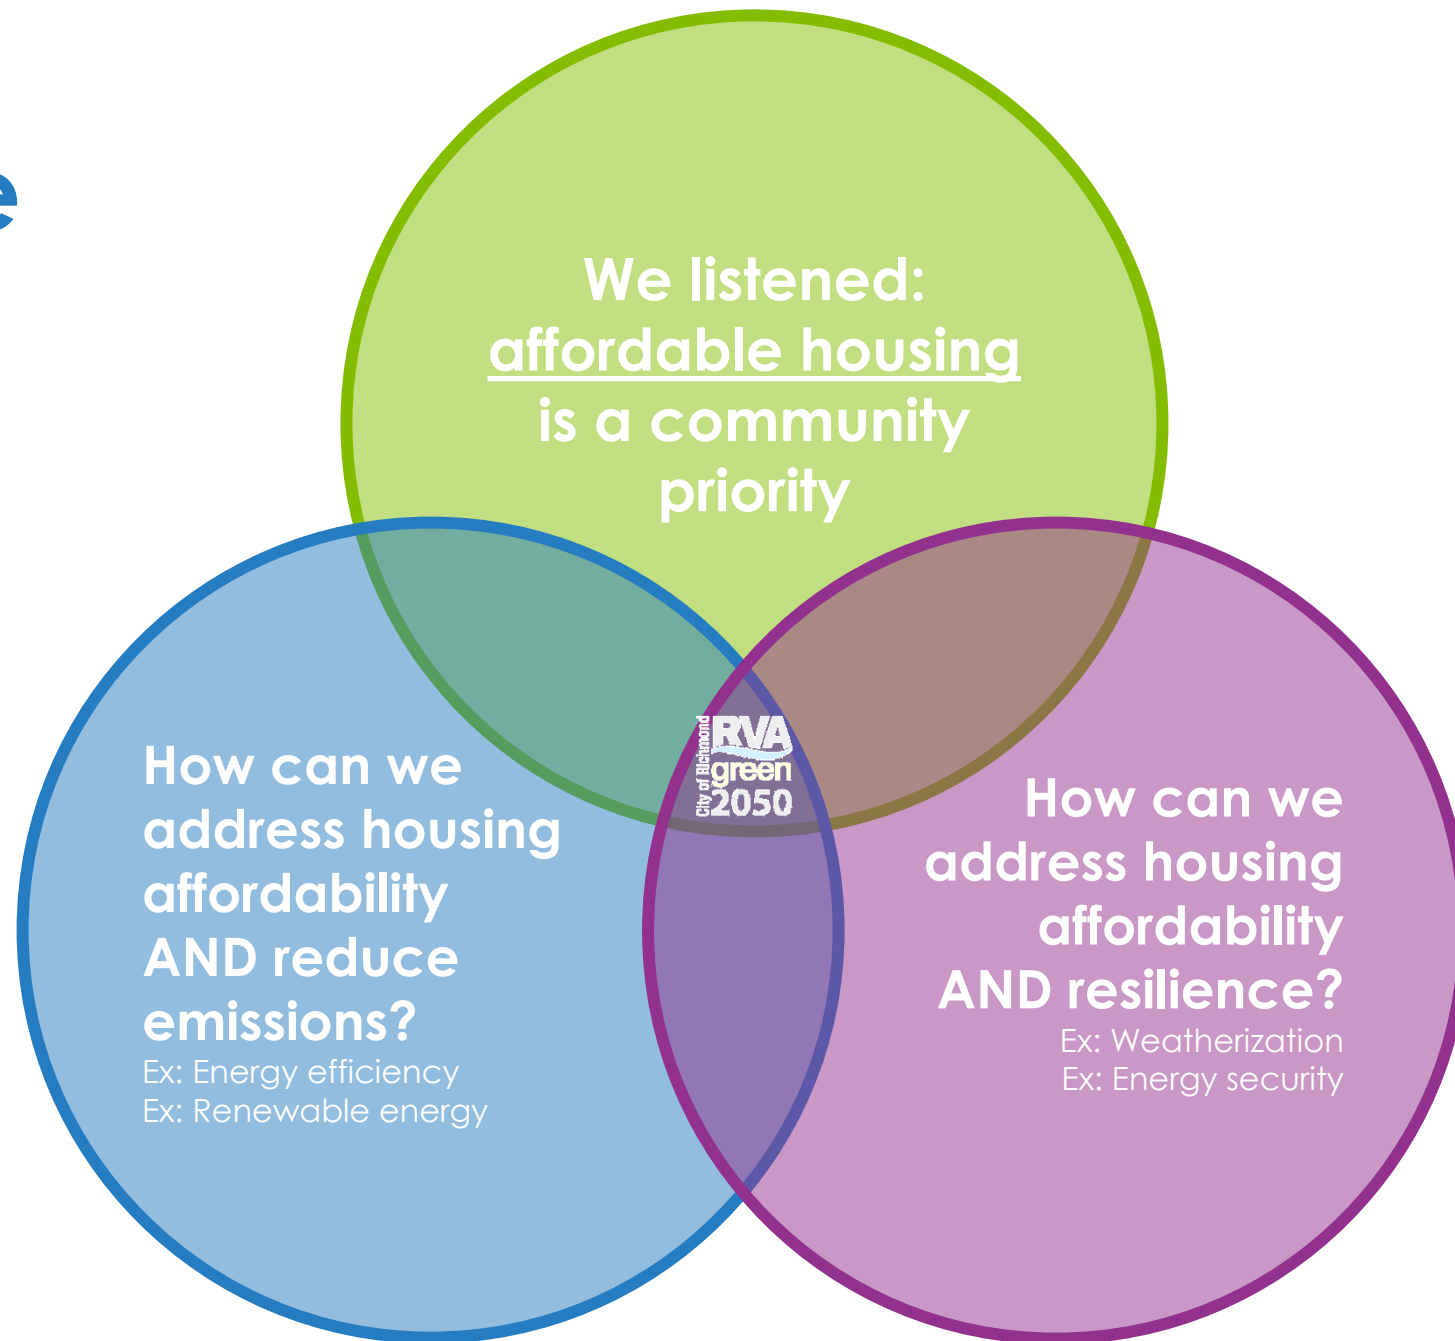 e
We listened:
affordable housing
is a community
priority
City of Richmond
RVA
green
2050
How can we
address housing
affordability
AND reduce
emissions?
Ex: Energy efficiency
Ex: Renewable energy
How can we
address housing
affordability
AND resilience?
Ex: Weatherization
Ex: Energy security